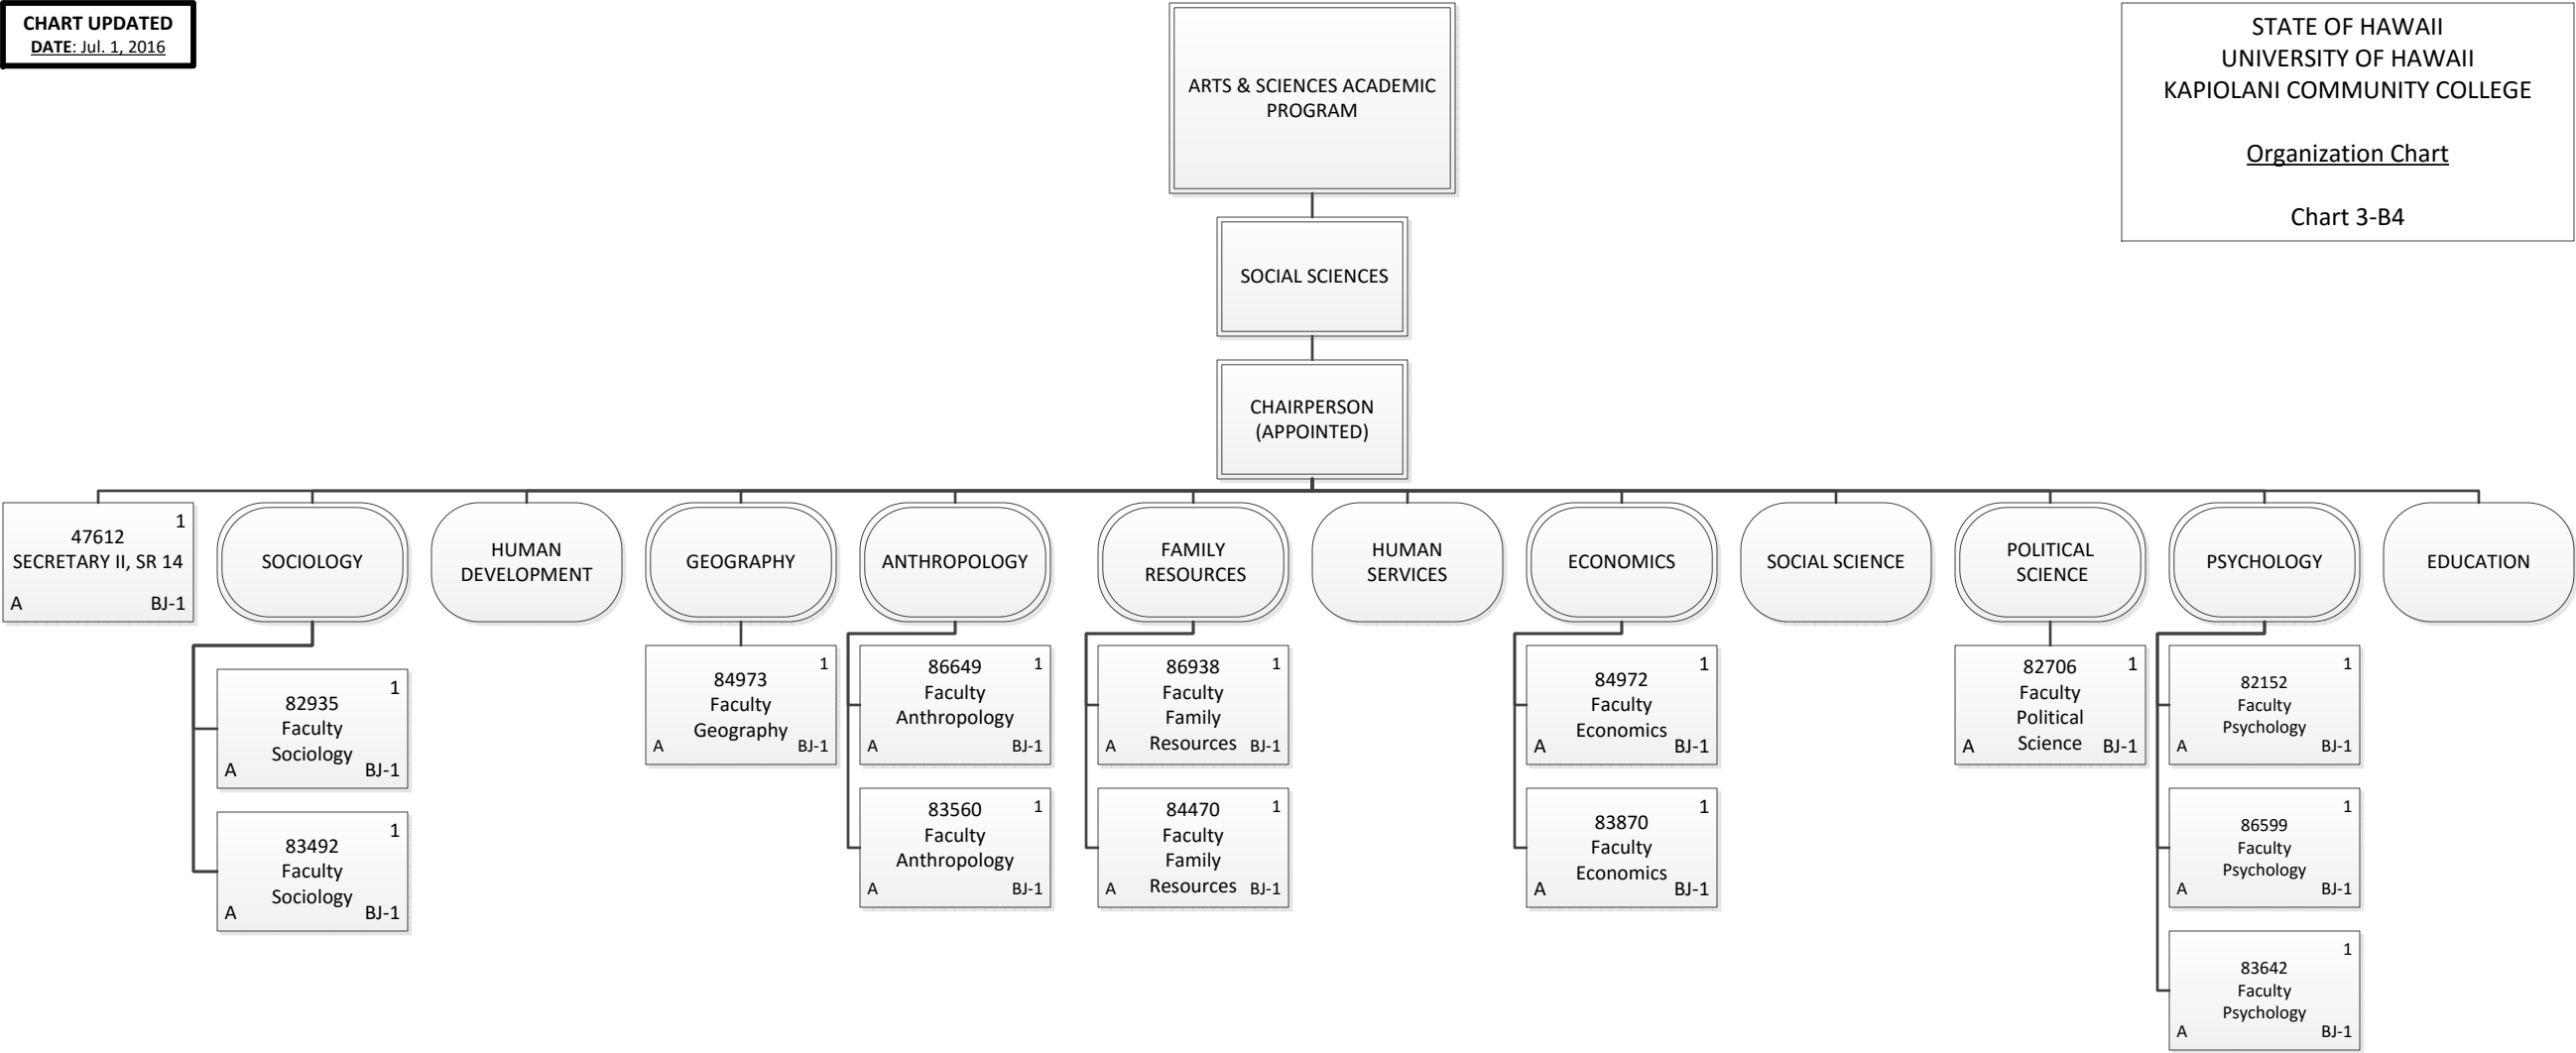 CHART UPDATED
DATE: Jul. 1, 2016
STATE OF HAWAII
UNIVERSITY OF HAWAII
KAPIOLANI COMMUNITY COLLEGE
Organization Chart
Chart 3-B4
ARTS & SCIENCES ACADEMIC
PROGRAM
SOCIAL SCIENCES
CHAIRPERSON
(APPOINTED)
1
47612
SECRETARY II, SR 14
A BJ-1
SOCIOLOGY
HUMAN
DEVELOPMENT
GEOGRAPHY
ANTHROPOLOGY
FAMILY
RESOURCES
HUMAN
SERVICES
ECONOMICS
SOCIAL SCIENCE
POLITICAL
SCIENCE
PSYCHOLOGY
EDUCATION
1
82935
Faculty
Sociology
A BJ-1
1
83492
Faculty
Sociology
A BJ-1
1
84973
Faculty
Geography
A BJ-1
86649 1
Faculty
Anthropology
A BJ-1
83560 1
Faculty
Anthropology
A BJ-1
86938 1
Faculty
Family
Resources
A BJ-1
84470 1
Faculty
Family
Resources
A BJ-1
1
84972
Faculty
Economics
A BJ-1
1
83870
Faculty
Economics
A BJ-1
82706 1
Faculty
Political
Science
A BJ-1
1
82152
Faculty
Psychology
A BJ-1
1
86599
Faculty
Psychology
A BJ-1
1
83642
Faculty
Psychology
A BJ-1